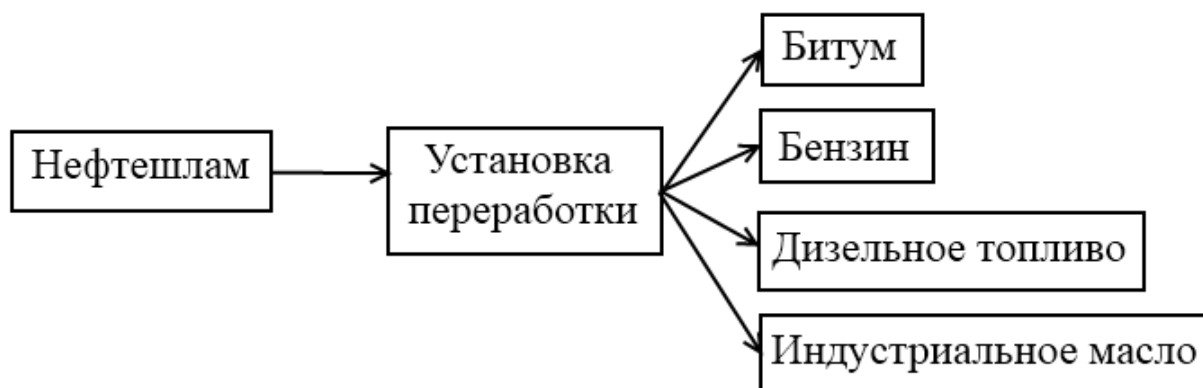 Нефтешлам
Установка
переработки
Битум
Бензин
Дизельное топливо
Индустриальное масло